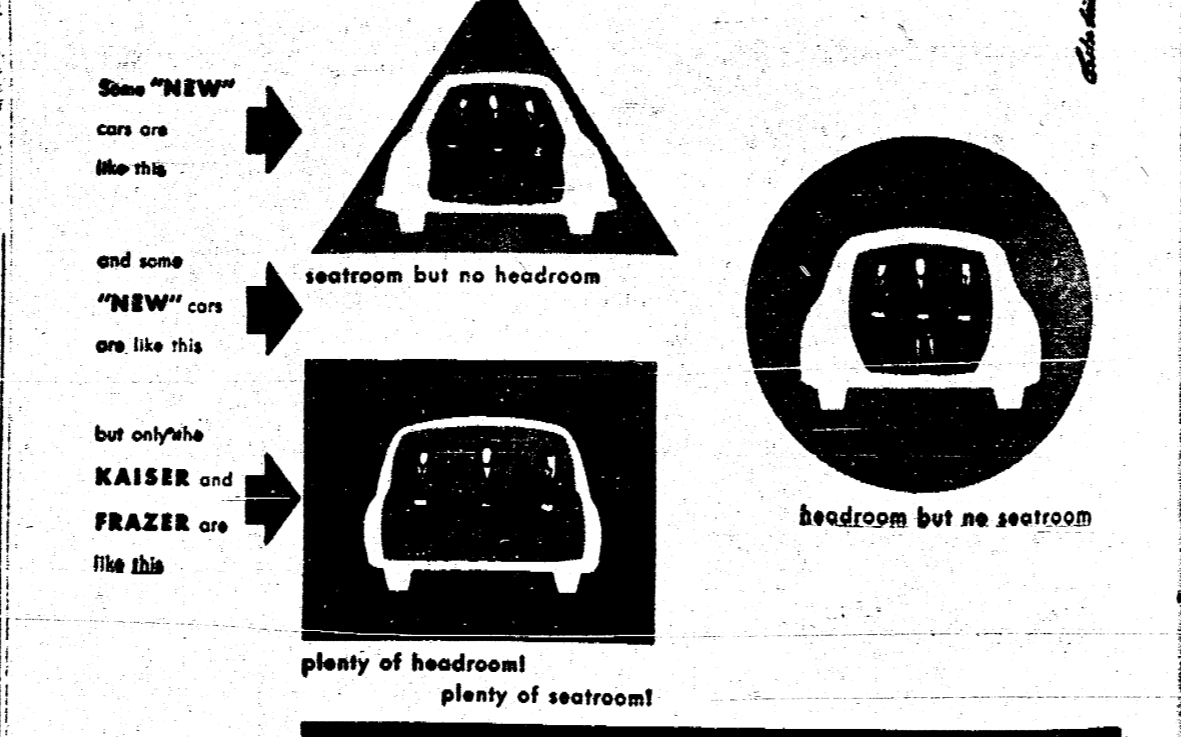 Some "NEW"
cars are
like this
seatroom but no headroom
and some
"NEW" cars
are like this
headroom but no seatroom
but only the
KAISER and
FRAZER are
like this
plenty of headroom!
plenty of seatroom!